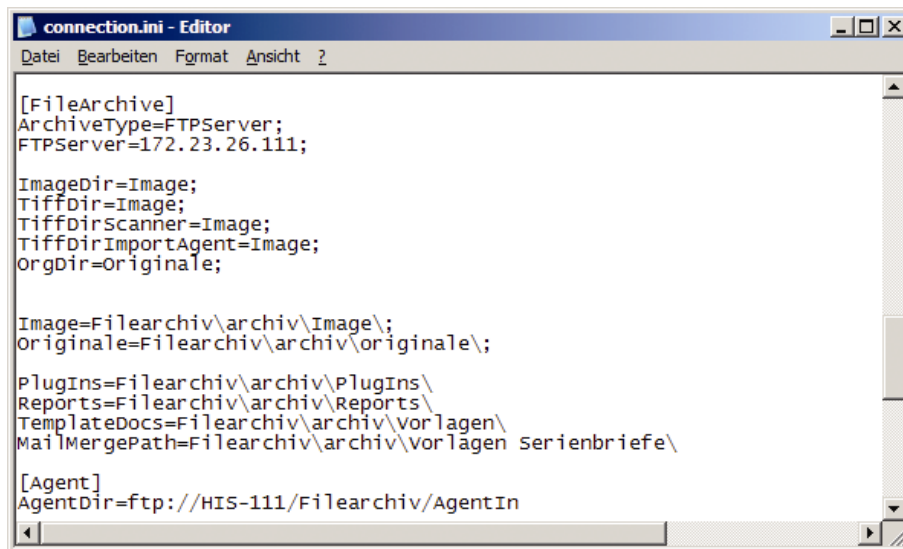 connection.ini - Editor
Datei Bearbeiten Format Ansicht ?
[FileArchive]
ArchiveType=FTPServer;
FTPServer=172.23.26.111;
ImageDir=Image;
TiffDir=Image;
TiffDirScanner=Image;
TiffDirImportAgent=Image;
OrgDir=Originale;
Image=Filearchiv\archiv\Image\;
Originale=Filearchiv\archiv\originale\;
PlugIns=Filearchiv\archiv\PlugIns\
Reports=Filearchiv\archiv\Reports\
TemplateDocs=Filearchiv\archiv\Vorlagen\
MailMergePath=Filearchiv\archiv\Vorlagen Serienbriefe\
[Agent]
AgentDir=ftp://HIS-111/Filearchiv/AgentIn